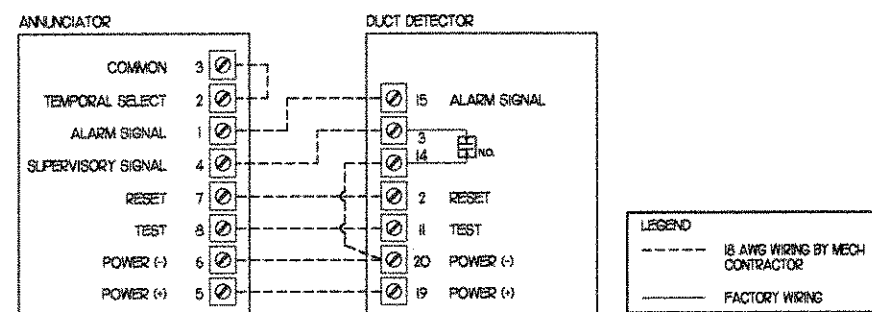 ANNUNCIATOR
DUCT DETECTOR
COMMON 3
TEMPORAL SELECT 2
15 ALARM SIGNAL
ALARM SIGNAL 1
3
SUPERVISORY SIGNAL 4
14
N.O.
RESET 7
2 RESET
TEST 8
11 TEST
POWER (-) 6
20 POWER (-)
POWER (+) 5
19 POWER (+)
LEGEND
18 AWG WIRING BY MECH
CONTRACTOR
FACTORY WIRING